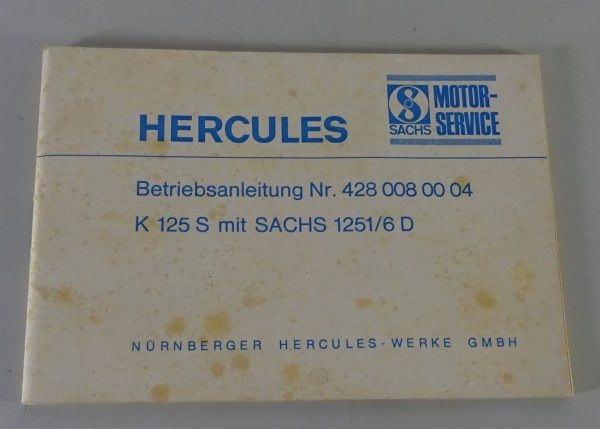 HERCULES
SACHS
MOTOR-
SERVICE
Betriebsanleitung Nr. 428 008 00 04
K 125 S mit SACHS 1251/6 D
NÜRNBERGER HERCULES-WERKE GMBH